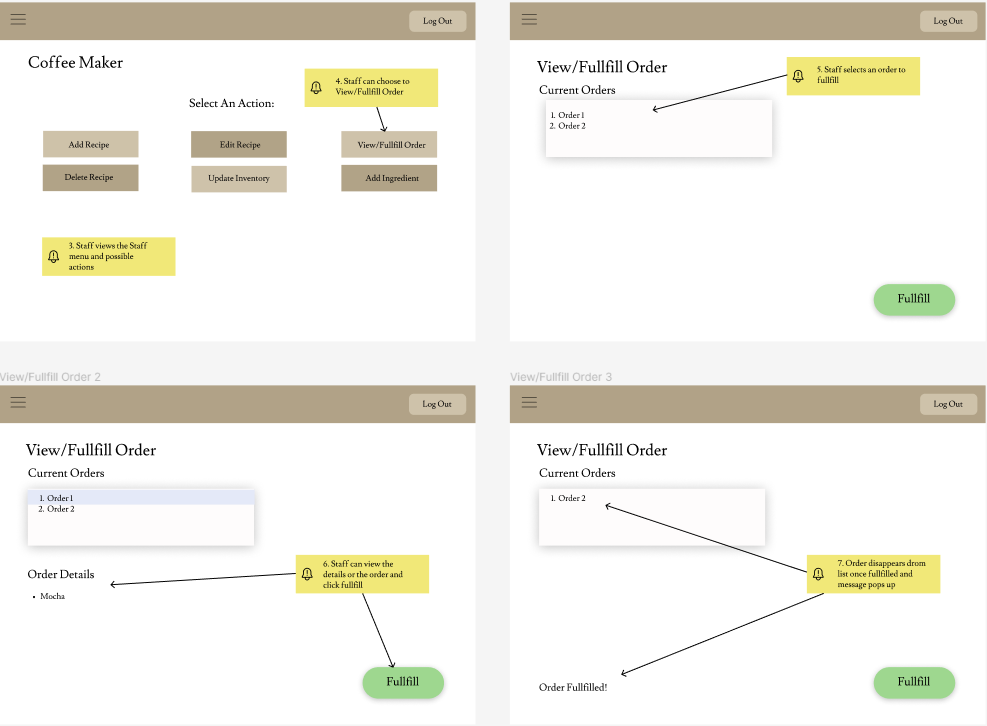 Log Out
Coffee Maker
4. Staff can choose to
View/Fullfill Order
Select An Action:
Add Recipe
Edit Recipe
View/Fullfill Order
Delete Recipe
Update Inventory
Add Ingredient
3. Staff views the Staff
menu and possible
actions
Log Out
View/Fullfill Order
5. Staff selects an order to
fullfill
Current Orders
1. Order 1
2. Order 2
Fullfill
View/Fullfill Order 2
Log Out
View/Fullfill Order
Current Orders
1. Order 1
2. Order 2
6. Staff can view the
details or the order and
click fullfill
Order Details
• Mocha
Fullfill
View/Fullfill Order 3
Log Out
View/Fullfill Order
Current Orders
1. Order 2
7. Order disappears drom
list once fullfilled and
message pops up
Order Fullfilled!
Fullfill